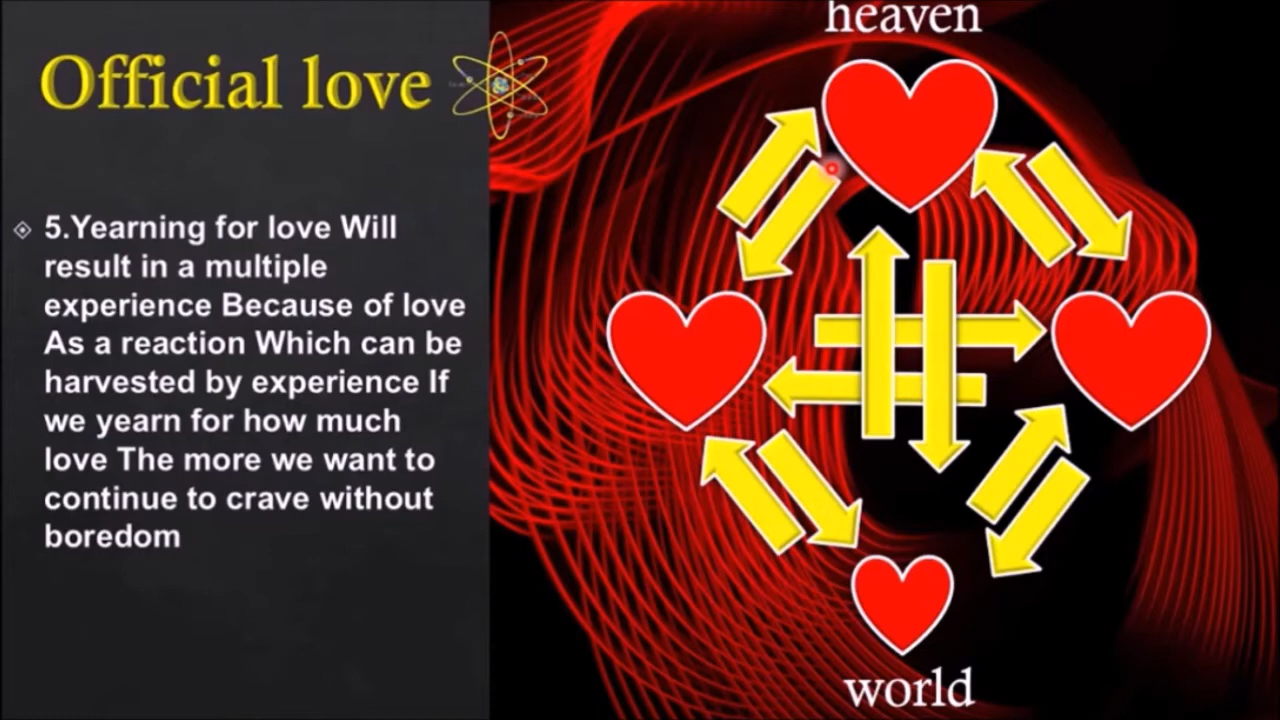 heaven
Official love
5.Yearning for love Will
result in a multiple
experience Because of love
As a reaction Which can be
harvested by experience If
we yearn for how much
love The more we want to
continue to crave without
boredom
world